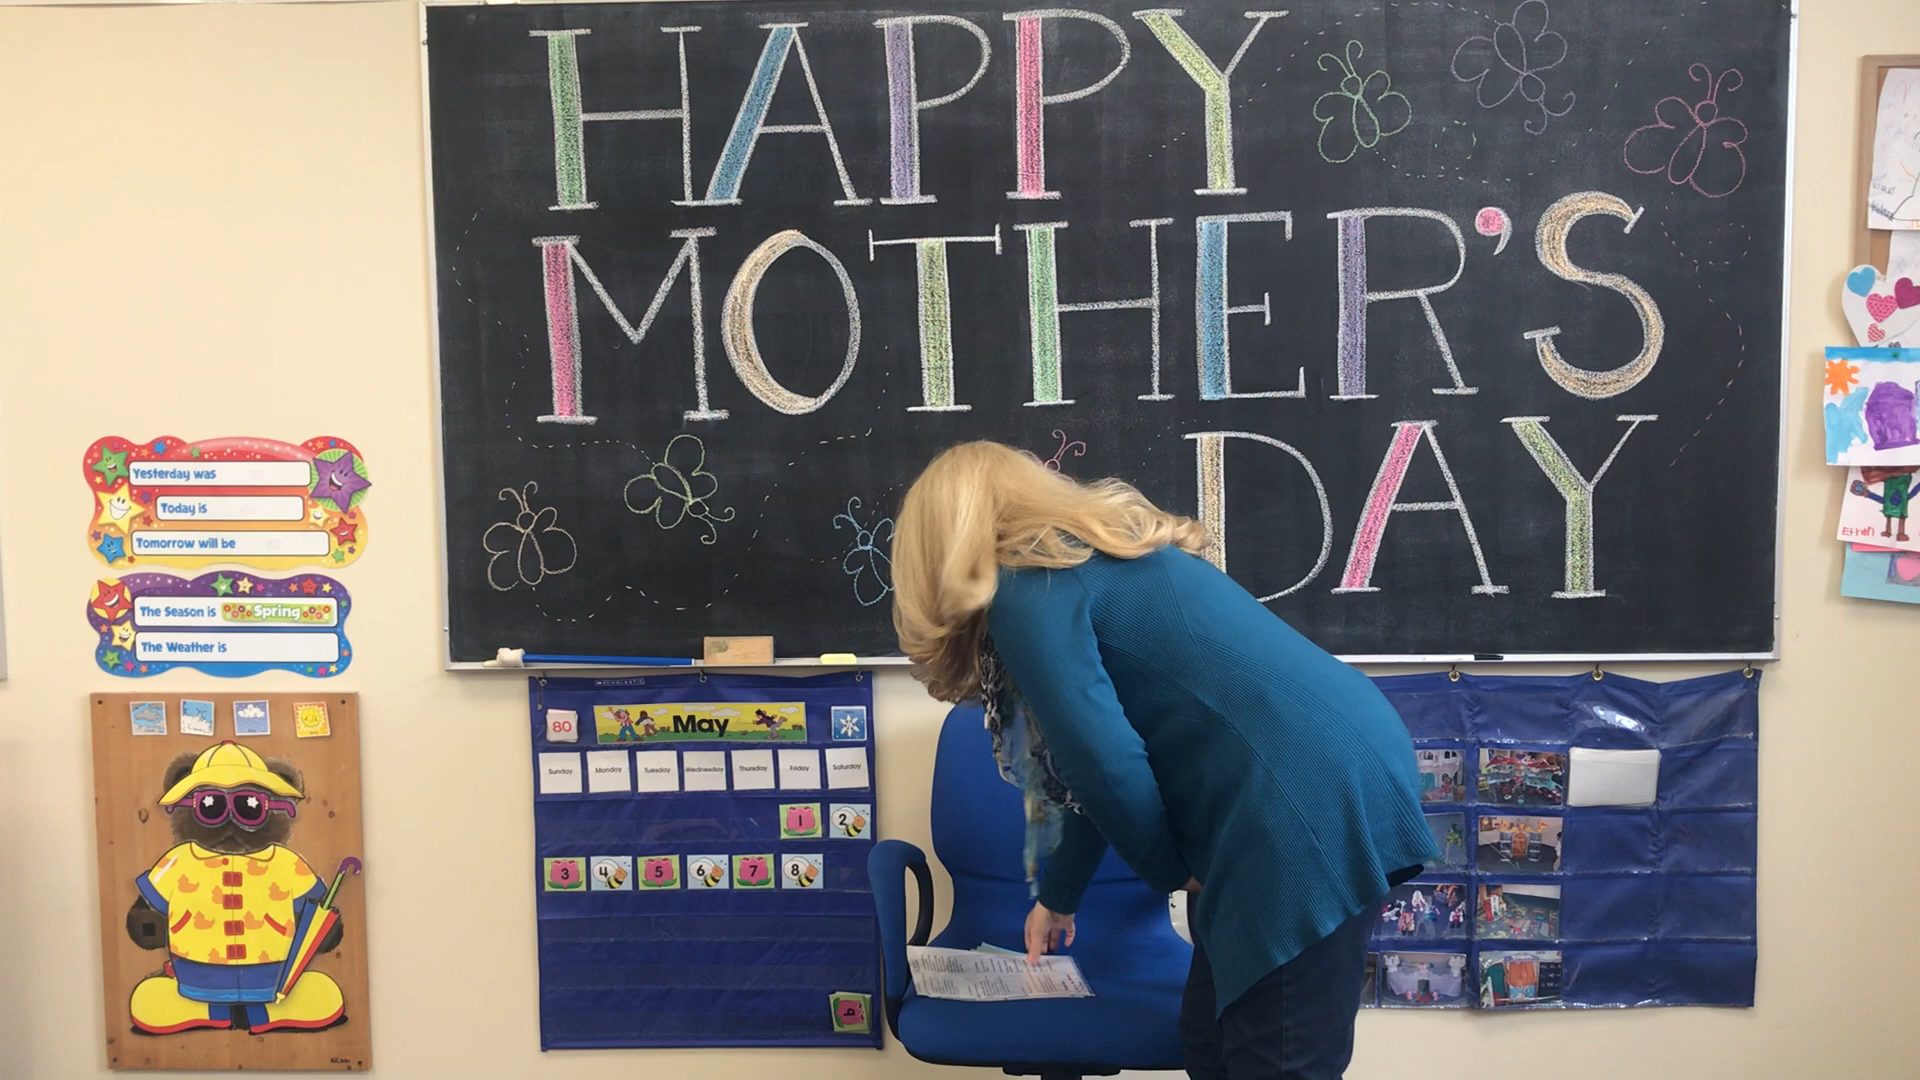 HAPPY
MOTHER'S
DAY
Yesterday was
Today is
Tomorrow will be
The Season is Spring
The Weather is
SCHOLASTIC
80 May
Sunday Monday Tuesday Wednesday Thursday Friday Saturday
1 2
3 4 5 6 7 8
Ethan